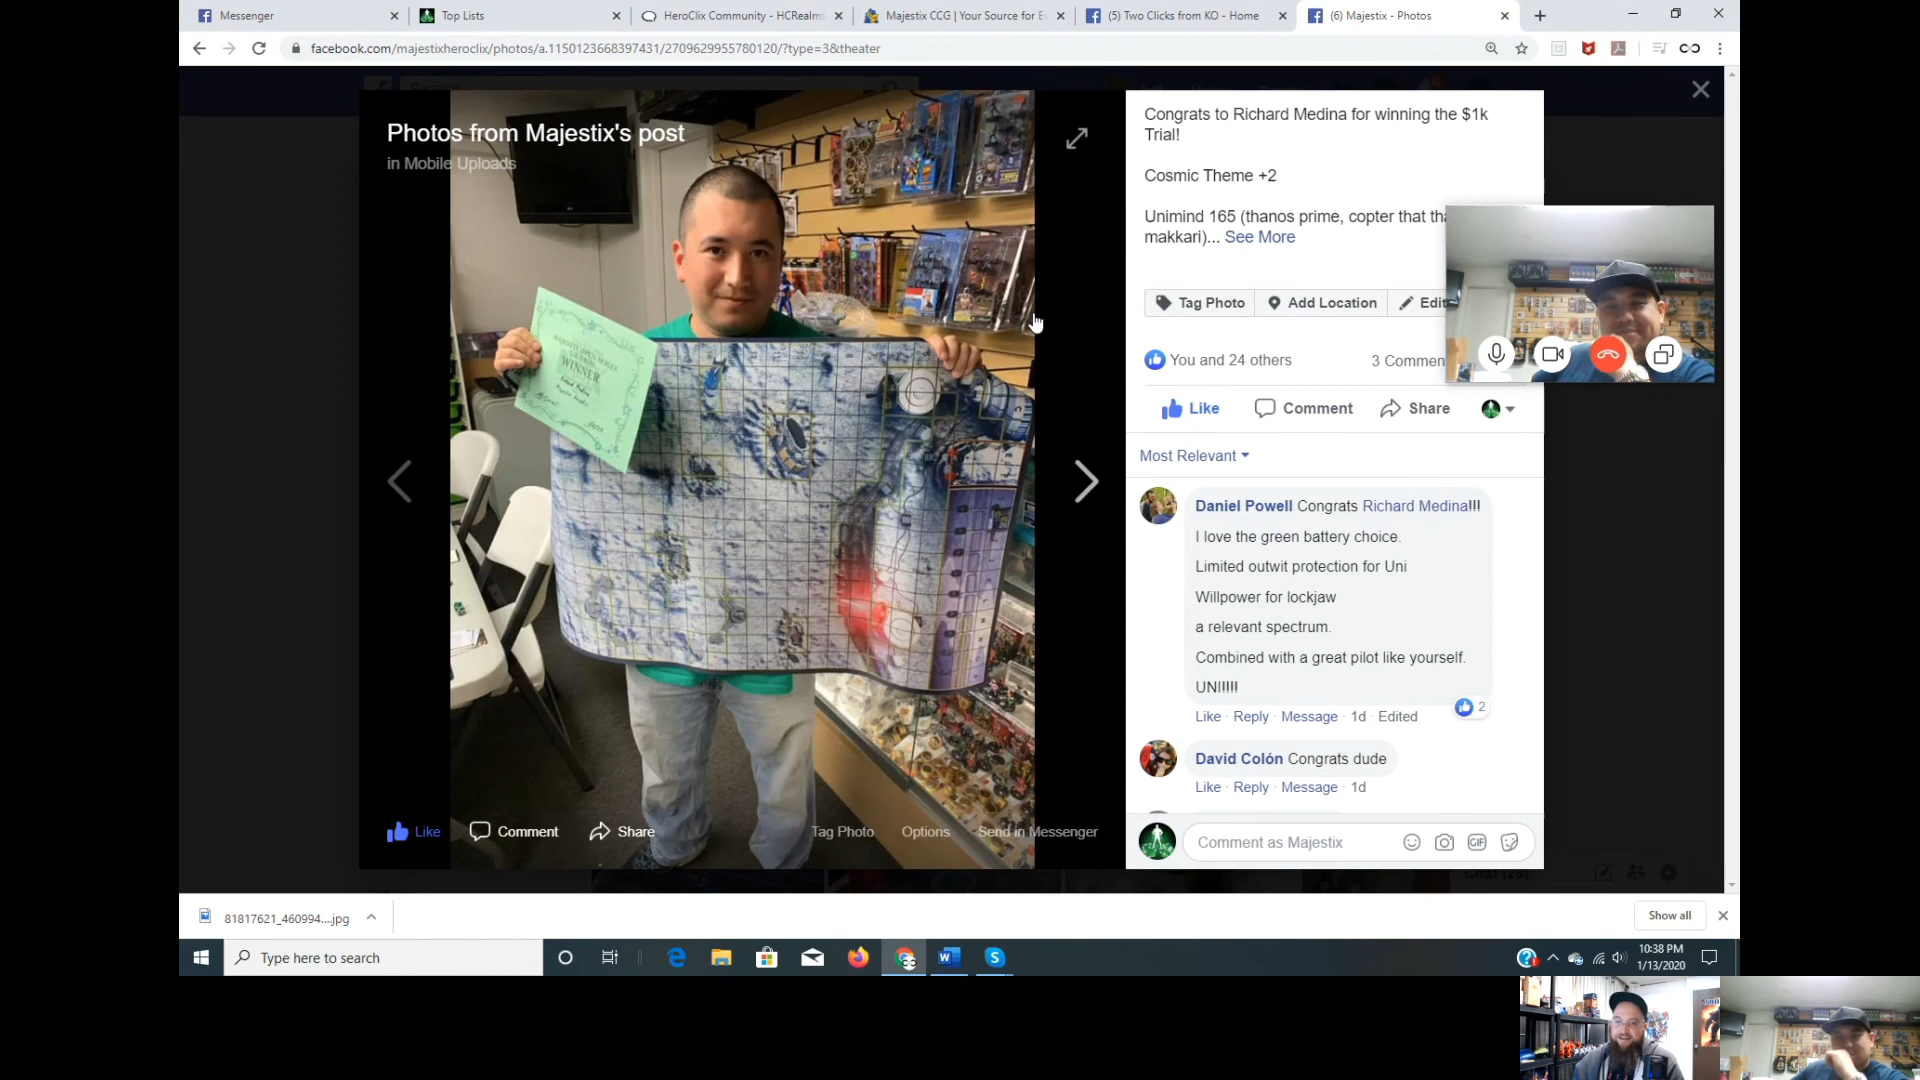 Messenger
Top Lists
HeroClix Community - HCRealms
Majestix CCG | Your Source for E
(5) Two Clicks from KO - Home
(6) Majestix - Photos
facebook.com/majestixheroclix/photos/a.1150123668397431/2709629955780120/?type=3&theater
Search
Photos from Majestix's post
in Mobile Uploads
WINNER
Like
Comment
Share
Tag Photo
Options
Send in Messenger
Congrats to Richard Medina for winning the $1k
Trial!
Cosmic Theme +2
Unimind 165 (thanos prime, copter that tha
makkari)... See More
Tag Photo
Add Location
Edit
You and 24 others
3 Commen
Like
Comment
Share
Most Relevant
Daniel Powell Congrats Richard Medina!!!
I love the green battery choice.
Limited outwit protection for Uni
Willpower for lockjaw
a relevant spectrum.
Combined with a great pilot like yourself.
UNI!!!!
2
Like · Reply · Message · 1d · Edited
David Colón Congrats dude
Like · Reply · Message · 1d
Comment as Majestix
GIF
Chat (28)
81817621_460994....jpg
Show all
Type here to search
10:38 PM
1/13/2020